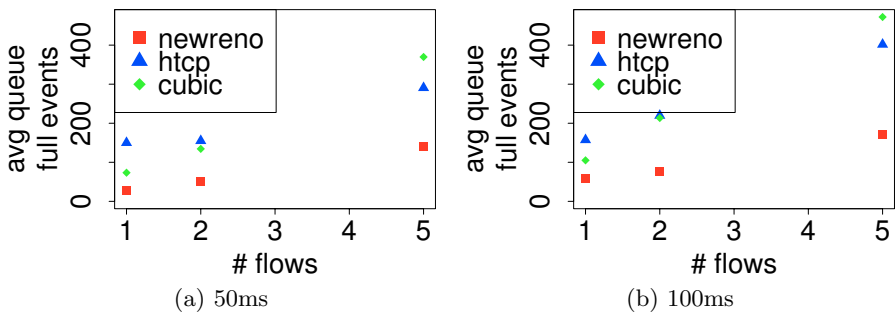 avg queue
full events
0
200
400
newreno
htcp
cubic
1
2
3
4
5
# flows
(a) 50ms
avg queue
full events
0
200
400
newreno
htcp
cubic
1
2
3
4
5
# flows
(b) 100ms